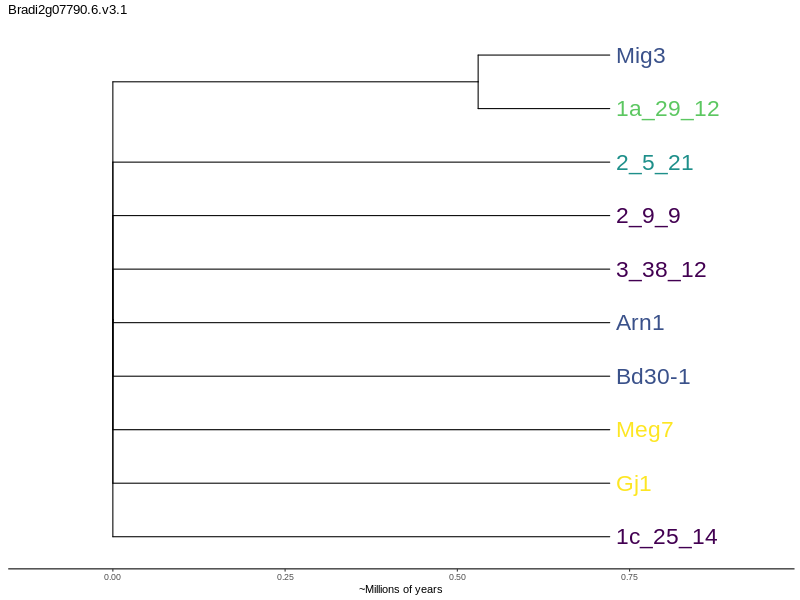 Bradi2g07790.6.v3.1
Mig3
1a_29_12
2_5_21
2_9_9
3_38_12
Arn1
Bd30-1
Meg7
Gj1
1c_25_14
0.00 0.25 0.50 0.75
~Millions of years